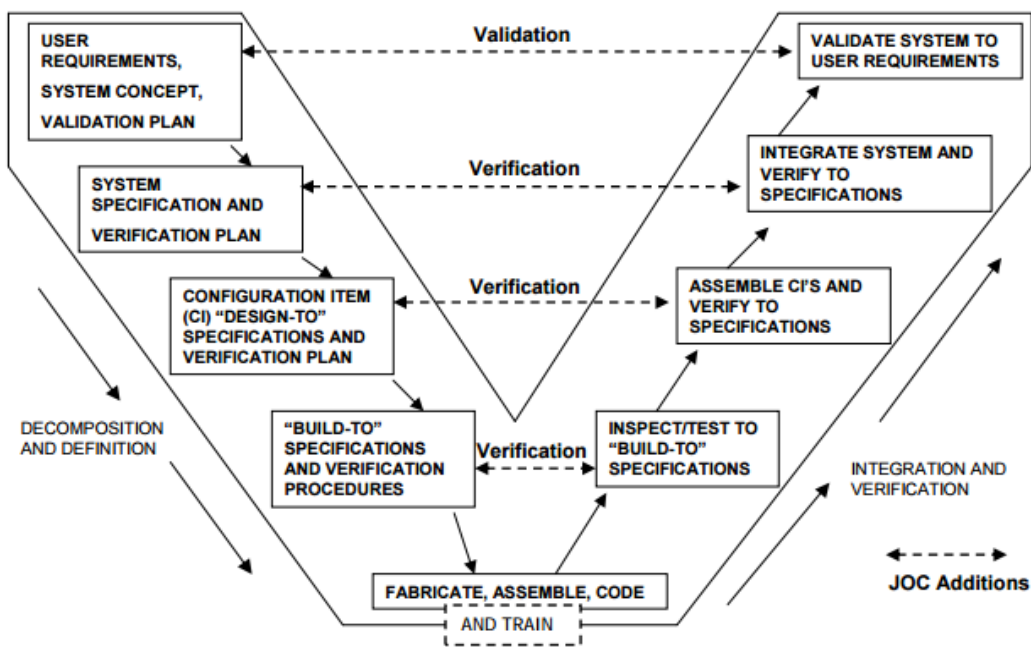 USER
REQUIREMENTS,
SYSTEM CONCEPT,
VALIDATION PLAN
Validation
VALIDATE SYSTEM TO
USER REQUIREMENTS
SYSTEM
SPECIFICATION AND
VERIFICATION PLAN
Verification
INTEGRATE SYSTEM AND
VERIFY TO
SPECIFICATIONS
CONFIGURATION ITEM
(CI) “DESIGN-TO”
SPECIFICATIONS AND
VERIFICATION PLAN
Verification
ASSEMBLE CI'S AND
VERIFY TO
SPECIFICATIONS
DECOMPOSITION
AND DEFINITION
“BUILD-TO”
SPECIFICATIONS
AND VERIFICATION
PROCEDURES
Verification
INSPECT/TEST TO
“BUILD-TO”
SPECIFICATIONS
INTEGRATION AND
VERIFICATION
FABRICATE, ASSEMBLE, CODE
AND TRAIN
JOC Additions